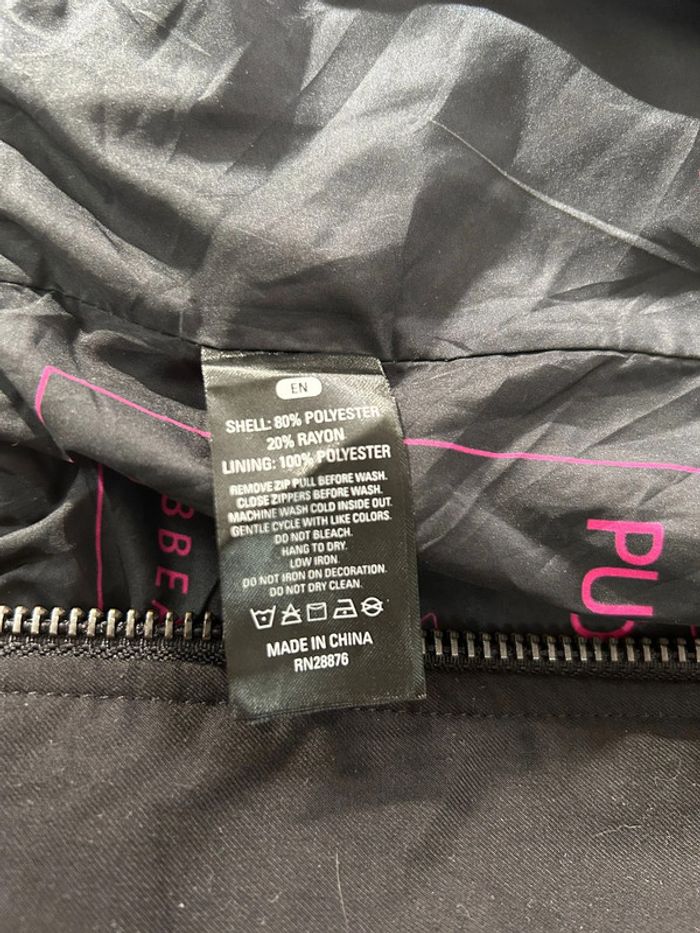 EN
SHELL: 80% POLYESTER
20% RAYON
LINING: 100% POLYESTER
REMOVE ZIP PULL BEFORE WASH.
CLOSE ZIPPERS BEFORE WASH.
MACHINE WASH COLD INSIDE OUT.
GENTLE CYCLE WITH LIKE COLORS.
DO NOT BLEACH.
HANG TO DRY.
LOW IRON.
DO NOT IRON ON DECORATION.
DO NOT DRY CLEAN.
MADE IN CHINA
RN28876
BBE
PU